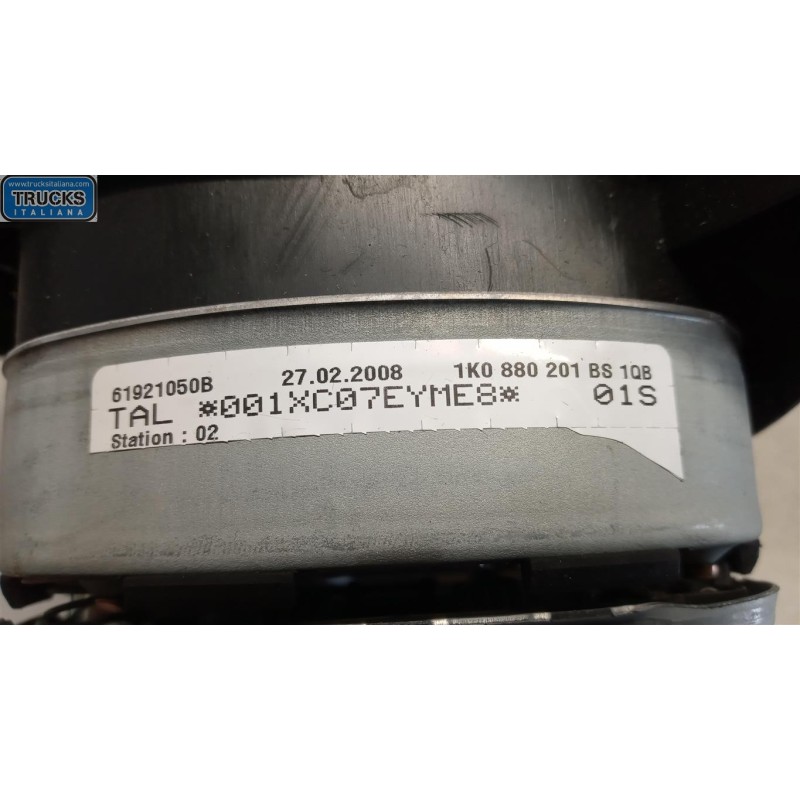 www.trucksitaliana.com
TRUCKS
ITALIANA
61921050B 27.02.2008 1K0 880 201 BS 1QB
TAL *001XC07EYME8* 01S
Station : 02